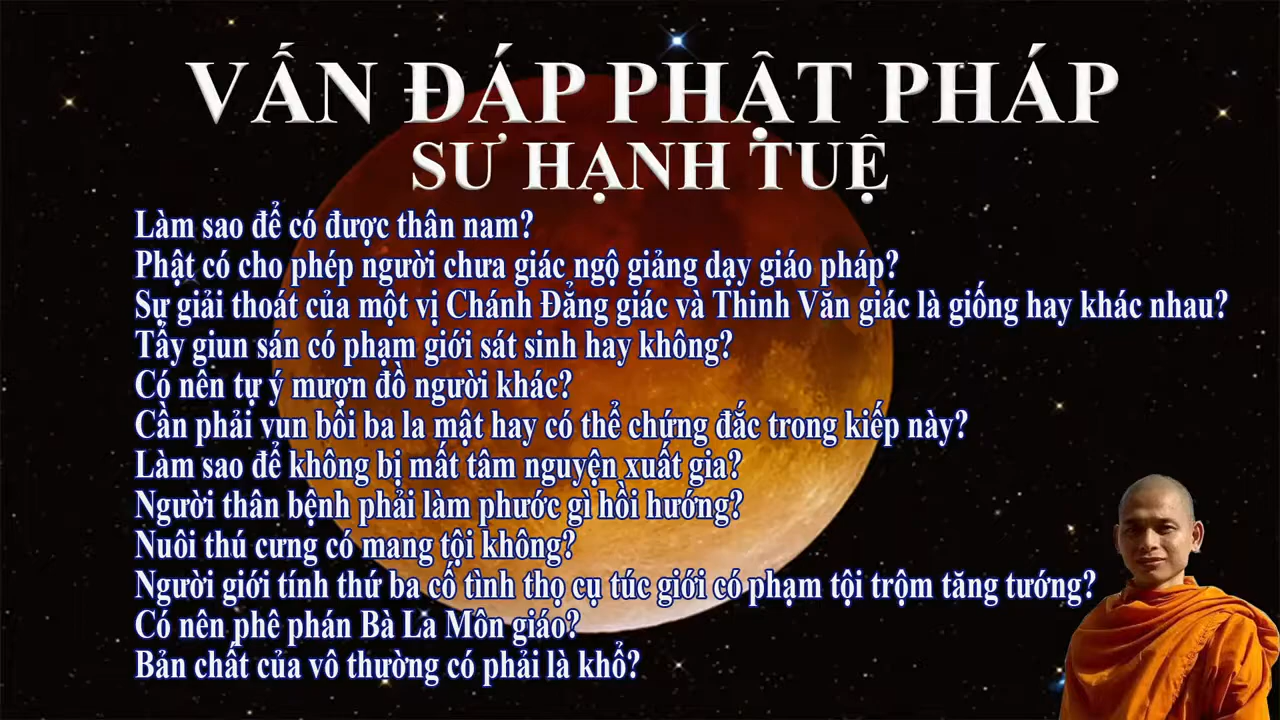 VẤN ĐÁP PHẬT PHÁP
SƯ HẠNH TUỆ
Làm sao để có được thân nam?
Phật có cho phép người chưa giác ngộ giảng dạy giáo pháp?
Sự giải thoát của một vị Chánh Đẳng giác và Thinh Văn giác là giống hay khác nhau?
Tẩy giun sán có phạm giới sát sinh hay không?
Có nên tự ý mượn đồ người khác?
Cần phải vun bồi ba la mật hay có thể chứng đắc trong kiếp này?
Làm sao để không bị mất tâm nguyện xuất gia?
Người thân bệnh phải làm phước gì hồi hướng?
Nuôi thú cưng có mang tội không?
Người giới tính thứ ba cố tình thọ cụ túc giới có phạm tội trộm tăng tướng?
Có nên phê phán Bà La Môn giáo?
Bản chất của vô thường có phải là khổ?